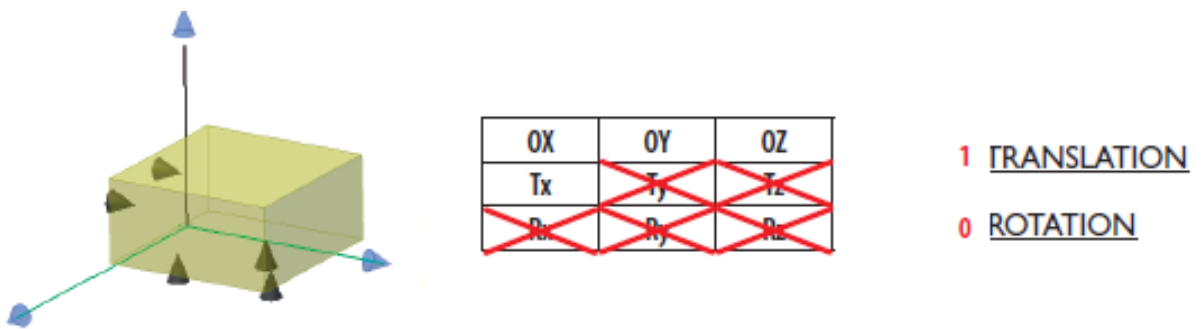 OX OY OZ
Tx Ty Tz
Rx Ry Rz
1 TRANSLATION
0 ROTATION